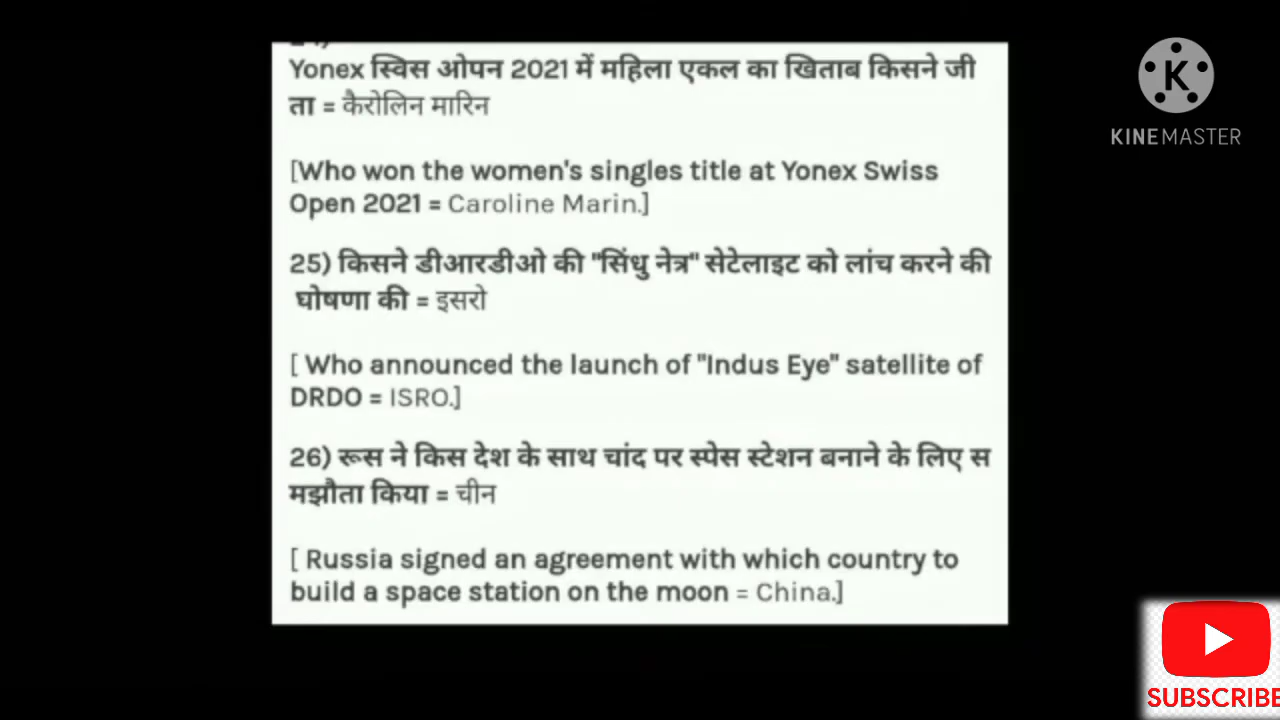 24)
Yonex स्विस ओपन 2021 में महिला एकल का खिताब किसने जी
ता = कैरोलिन मारिन
[Who won the women's singles title at Yonex Swiss
Open 2021 = Caroline Marin.]
25) किसने डीआरडीओ की "सिंधु नेत्र" सेटेलाइट को लांच करने की
घोषणा की = इसरो
[ Who announced the launch of "Indus Eye" satellite of
DRDO = ISRO.]
26) रूस ने किस देश के साथ चांद पर स्पेस स्टेशन बनाने के लिए स
मझौता किया = चीन
[ Russia signed an agreement with which country to
build a space station on the moon = China.]
K
KINEMASTER
SUBSCRIBE